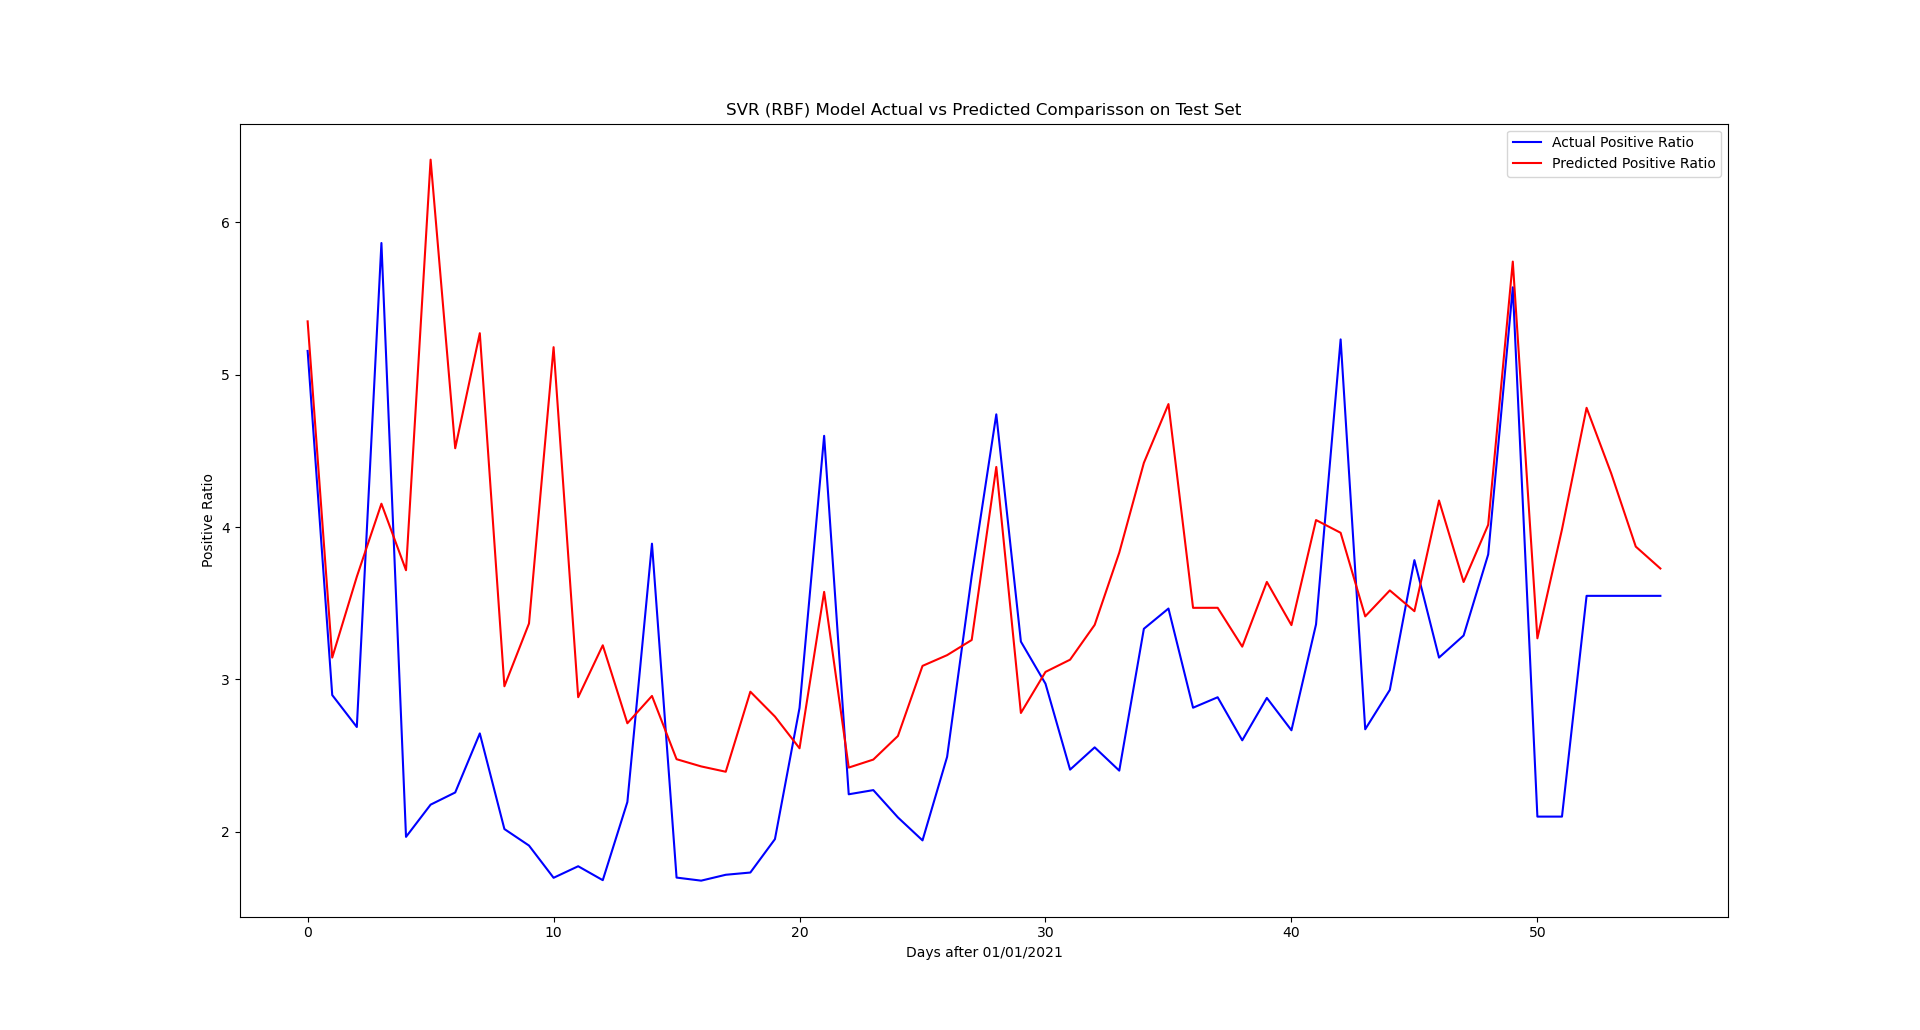 SVR (RBF) Model Actual vs Predicted Comparisson on Test Set
Actual Positive Ratio
Predicted Positive Ratio
Positive Ratio
6
5
4
3
2
0 10 20 30 40 50
Days after 01/01/2021